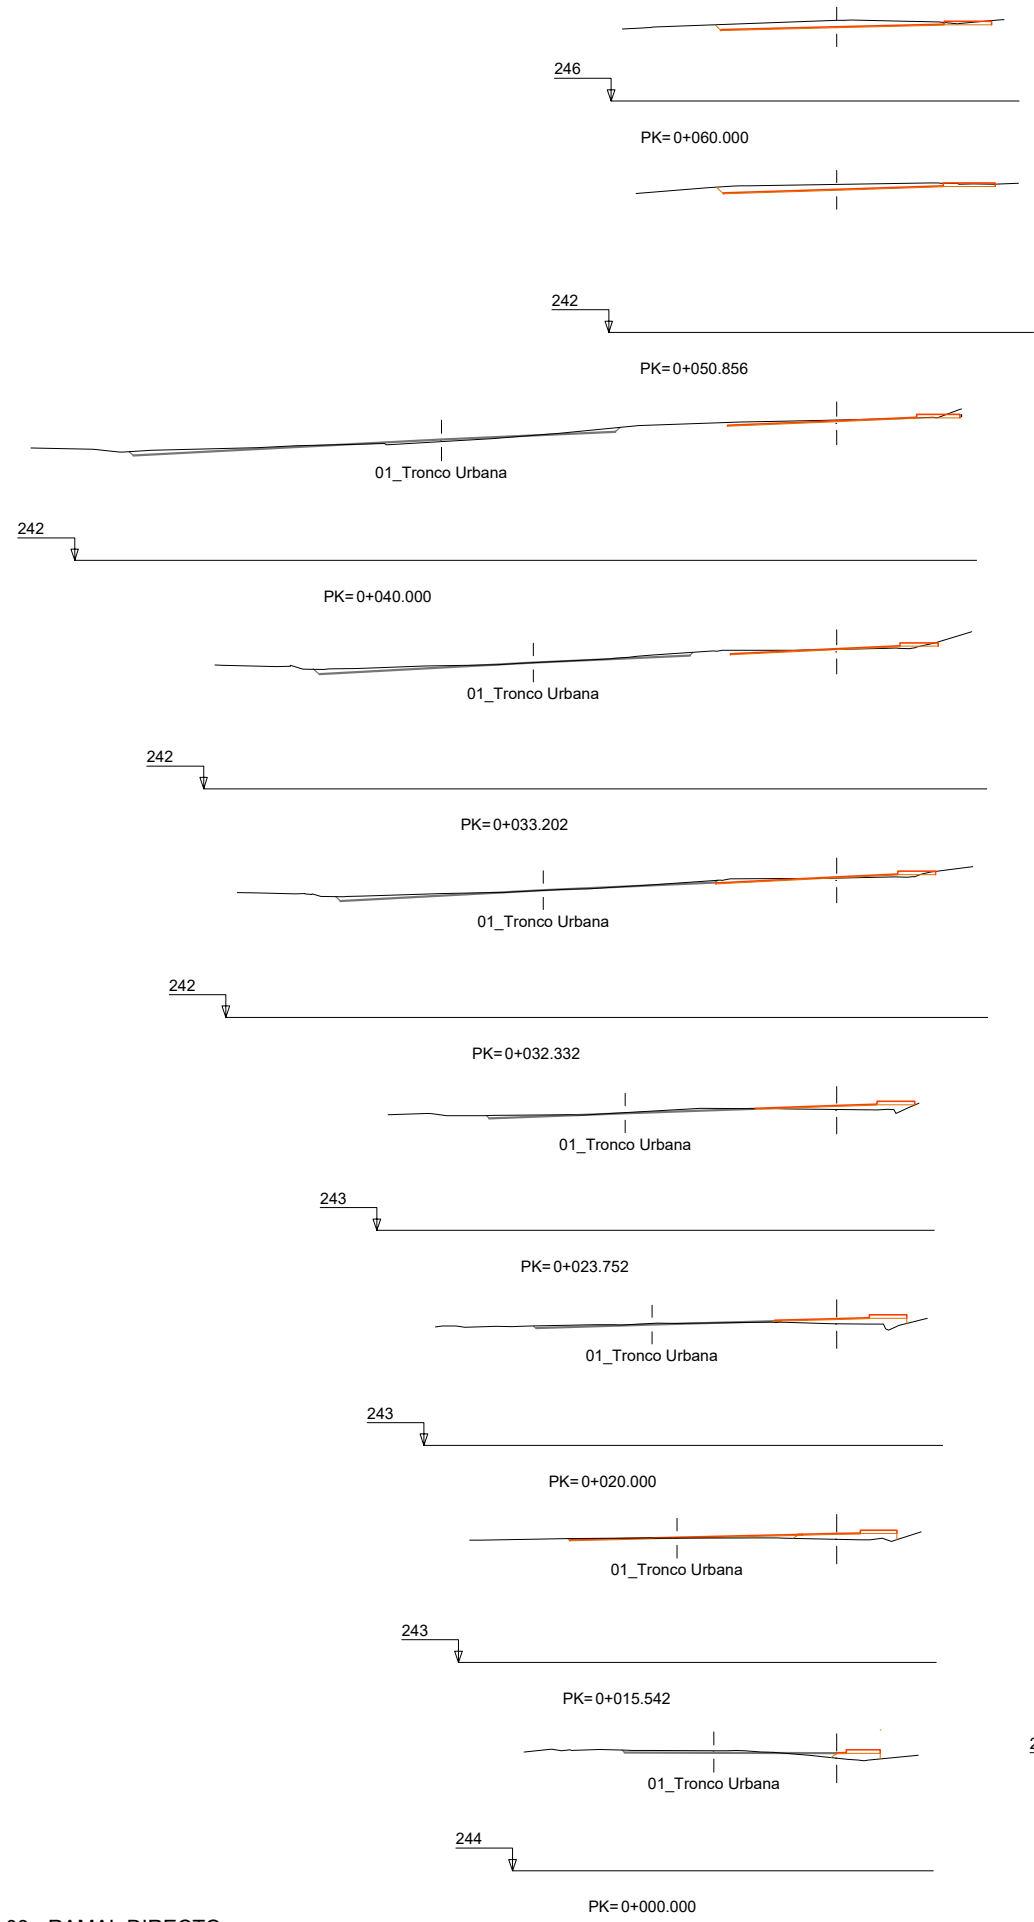 246
PK=0+060.000
242
PK=0+050.856
01_Tronco Urbana
242
PK=0+040.000
01_Tronco Urbana
242
PK=0+033.202
01_Tronco Urbana
242
PK=0+032.332
01_Tronco Urbana
243
PK=0+023.752
01_Tronco Urbana
243
PK=0+020.000
01_Tronco Urbana
243
PK=0+015.542
01_Tronco Urbana
244
PK=0+000.000
RAMAL DIRECTO